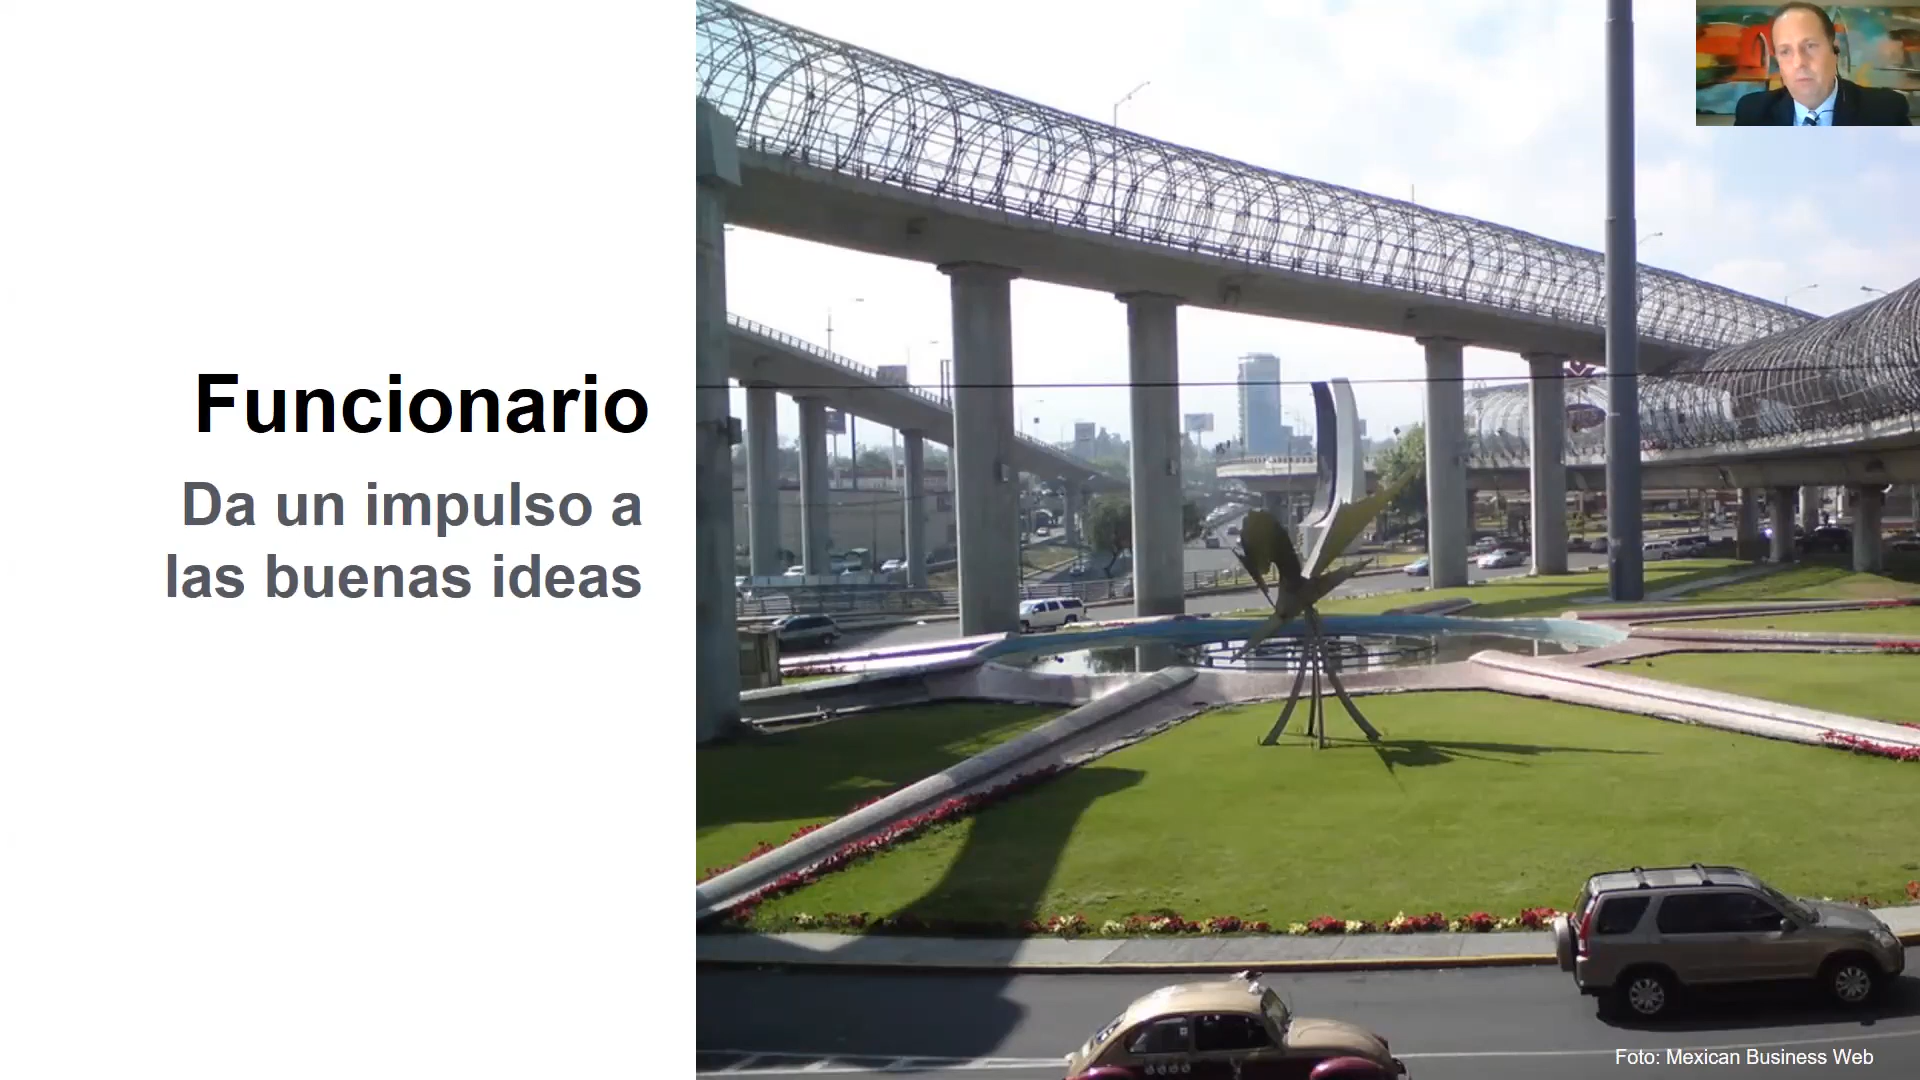 Funcionario
Da un impulso a
las buenas ideas
Foto: Mexican Business Web